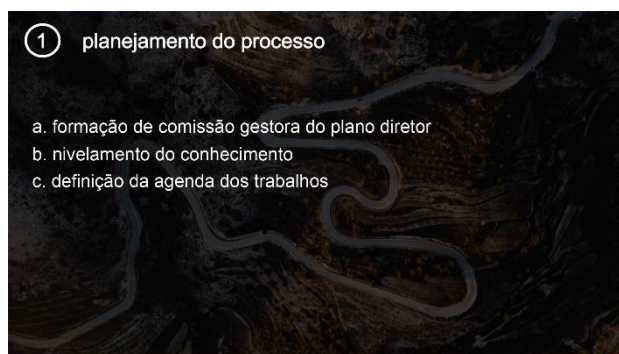 1 planejamento do processo
a. formação de comissão gestora do plano diretor
b. nivelamento do conhecimento
c. definição da agenda dos trabalhos